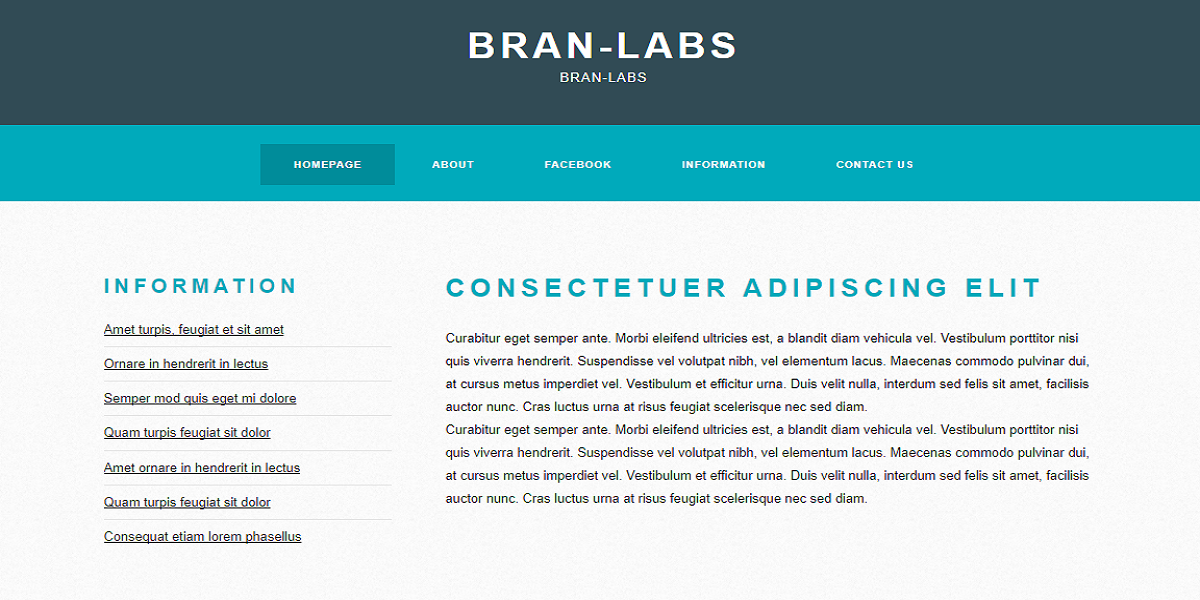 BRAN-LABS
BRAN-LABS
HOMEPAGE ABOUT FACEBOOK INFORMATION CONTACT US
INFORMATION
Amet turpis, feugiat et sit amet
Ornare in hendrerit in lectus
Semper mod quis eget mi dolore
Quam turpis feugiat sit dolor
Amet ornare in hendrerit in lectus
Quam turpis feugiat sit dolor
Consequat etiam lorem phasellus
CONSECTETUER ADIPISCING ELIT
Curabitur eget semper ante. Morbi eleifend ultricies est, a blandit diam vehicula vel. Vestibulum porttitor nisi
quis viverra hendrerit. Suspendisse vel volutpat nibh, vel elementum lacus. Maecenas commodo pulvinar dui,
at cursus metus imperdiet vel. Vestibulum et efficitur urna. Duis velit nulla, interdum sed felis sit amet, facilisis
auctor nunc. Cras luctus urna at risus feugiat scelerisque nec sed diam.
Curabitur eget semper ante. Morbi eleifend ultricies est, a blandit diam vehicula vel. Vestibulum porttitor nisi
quis viverra hendrerit. Suspendisse vel volutpat nibh, vel elementum lacus. Maecenas commodo pulvinar dui,
at cursus metus imperdiet vel. Vestibulum et efficitur urna. Duis velit nulla, interdum sed felis sit amet, facilisis
auctor nunc. Cras luctus urna at risus feugiat scelerisque nec sed diam.